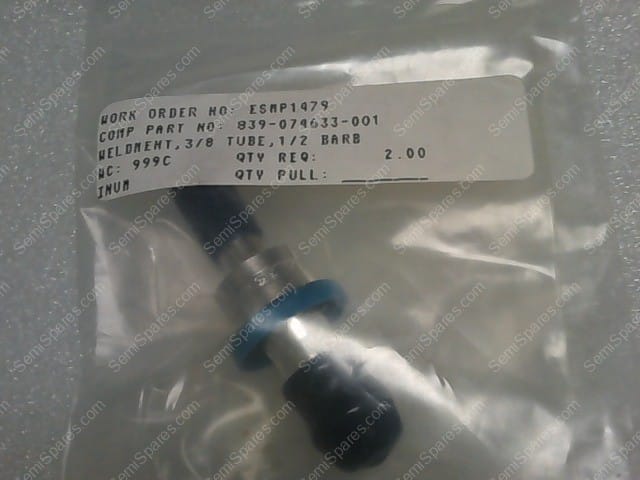 WORK ORDER NO: ESMP1479
COMP PART NO: 839-074633-001
WELDMENT,3/8 TUBE,1/2 BARB
WC: 999C QTY REQ: 2.00
INUM QTY PULL: ________
SemiSpares.com